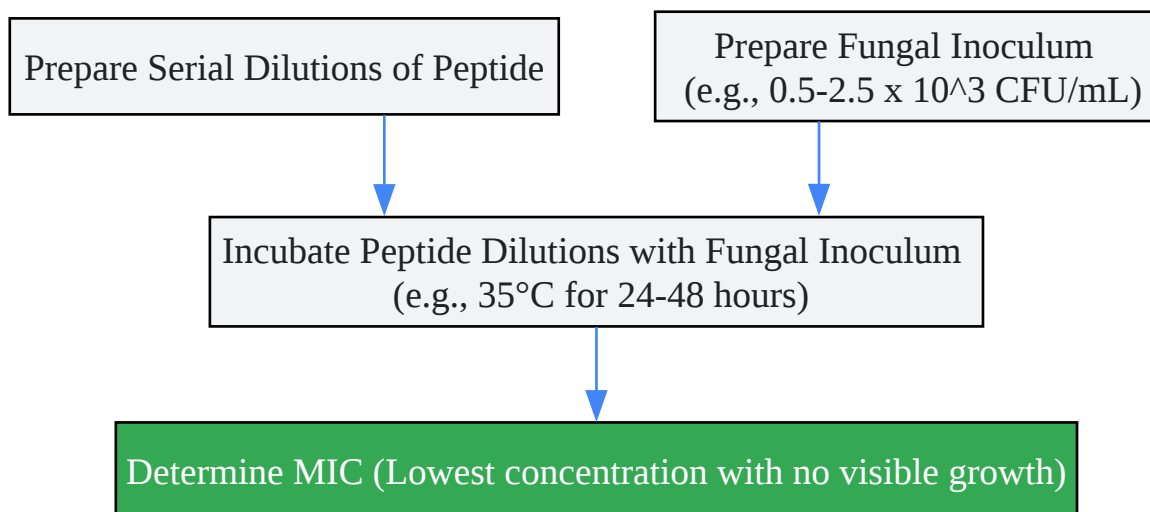 Prepare Serial Dilutions of Peptide
Prepare Fungal Inoculum
(e.g., 0.5-2.5 x 10^3 CFU/mL)
Incubate Peptide Dilutions with Fungal Inoculum
(e.g., 35°C for 24-48 hours)
Determine MIC (Lowest concentration with no visible growth)